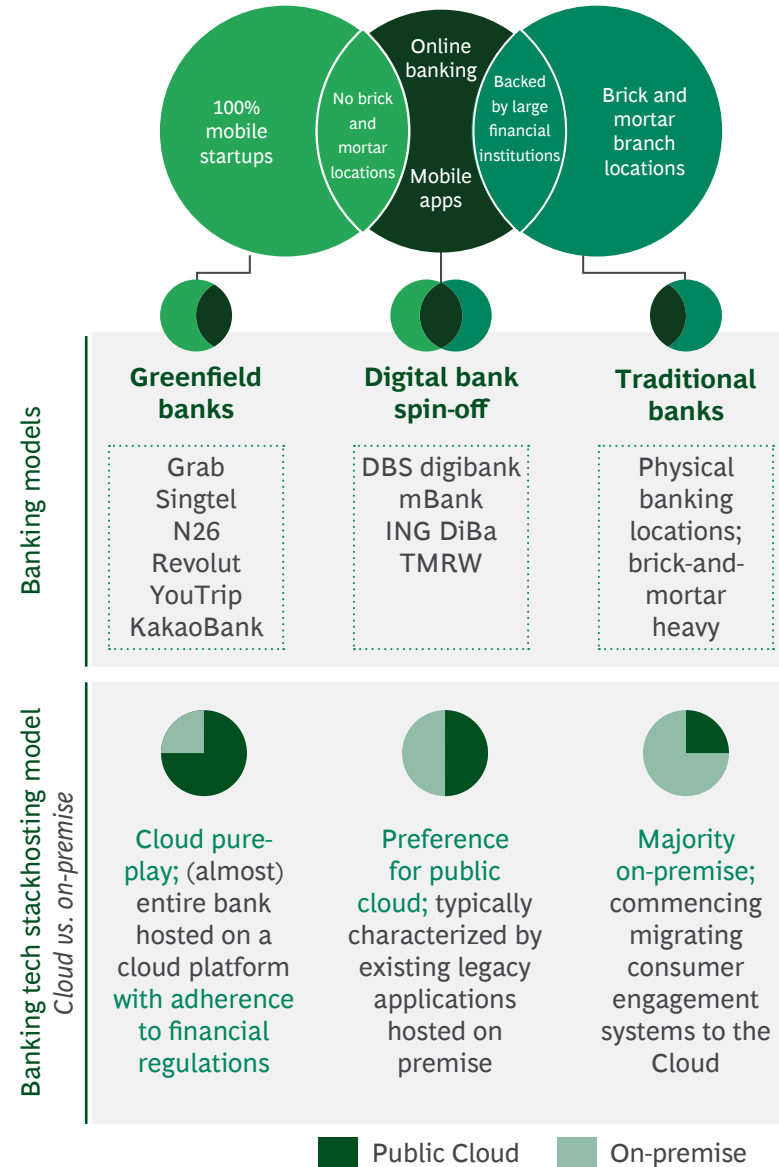 100%
mobile
startups
No brick
and
mortar
locations
Online
banking
Mobile
apps
Backed
by large
financial
institutions
Brick and
mortar
branch
locations
Banking models
Greenfield
banks
Grab
Singtel
N26
Revolut
YouTrip
KakaoBank
Digital bank
spin-off
DBS digibank
mBank
ING DiBa
TMRW
Traditional
banks
Physical
banking
locations;
brick-and-
mortar
heavy
Banking tech stackhosting model
Cloud vs. on-premise
Cloud pure-
play; (almost)
entire bank
hosted on a
cloud platform
with adherence
to financial
regulations
Preference
for public
cloud; typically
characterized by
existing legacy
applications
hosted on
premise
Majority
on-premise;
commencing
migrating
consumer
engagement
systems to the
Cloud
Public Cloud
On-premise